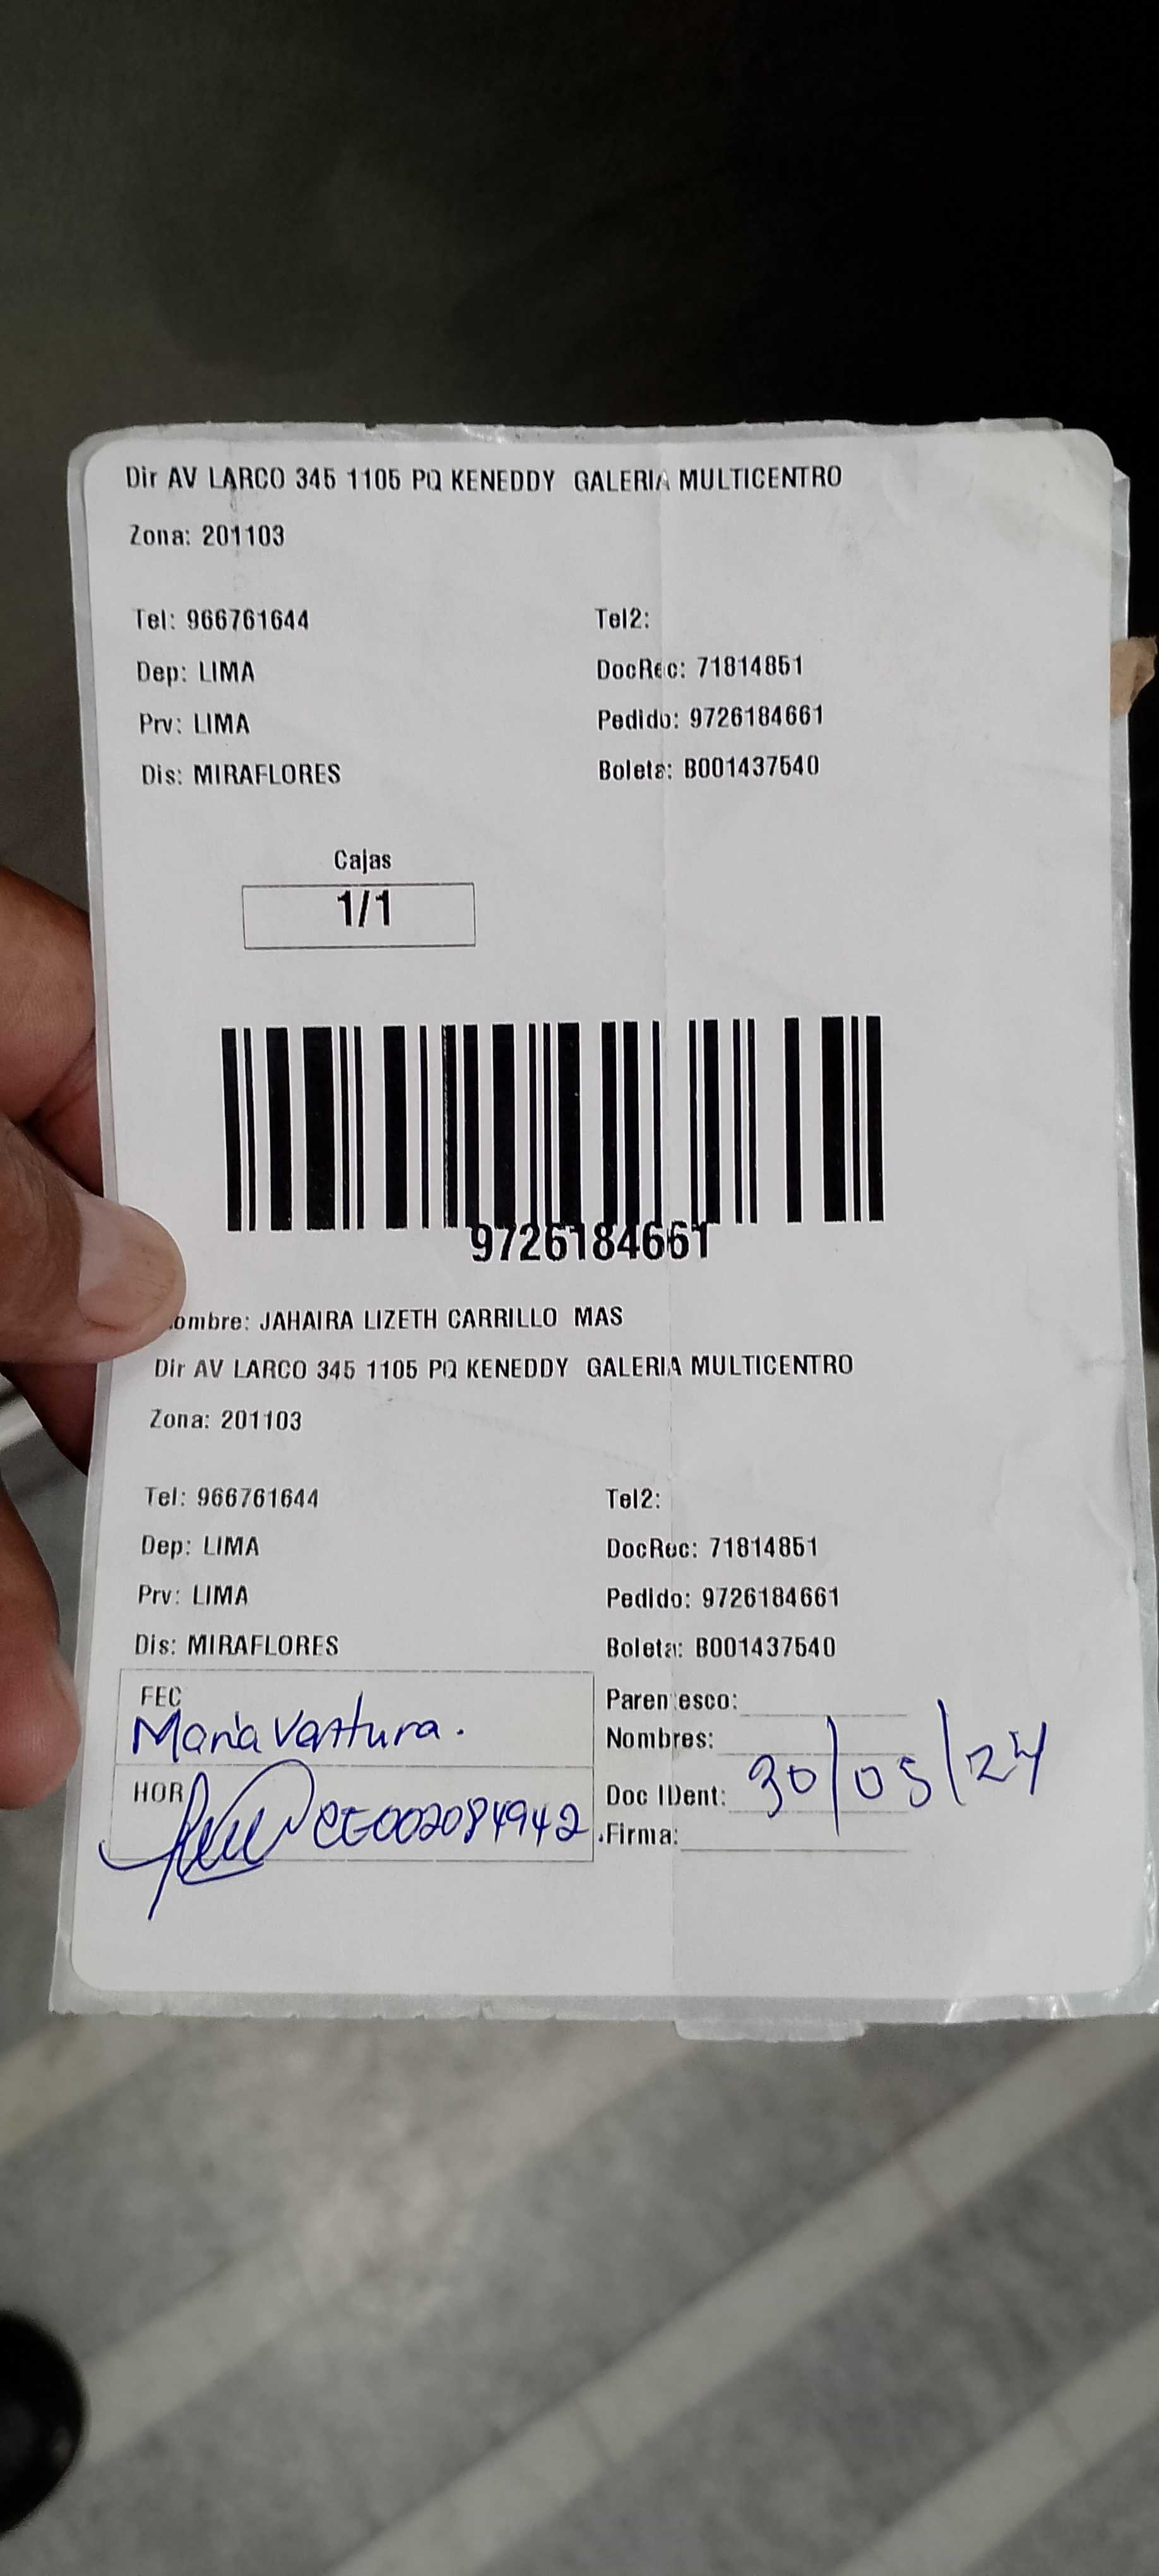 Dir AV LARCO 345 1105 PQ KENEDDY GALERIA MULTICENTRO
Zona: 201103
Tel: 966761644 Tel2:
Dep: LIMA DocRec: 71814851
Prv: LIMA Pedido: 9726184661
Dis: MIRAFLORES Boleta: B001437540
Cajas
1/1
9726184661
ombre: JAHAIRA LIZETH CARRILLO MAS
Dir AV LARCO 345 1105 PQ KENEDDY GALERIA MULTICENTRO
Zona: 201103
Tel: 966761644 Tel2:
Dep: LIMA DocRec: 71814851
Prv: LIMA Pedido: 9726184661
Dis: MIRAFLORES Boleta: B001437540
FEC Parentesco:
Maria Nombres:
30/05/24
HOR Doc IDent:
CE002084942 Firma: